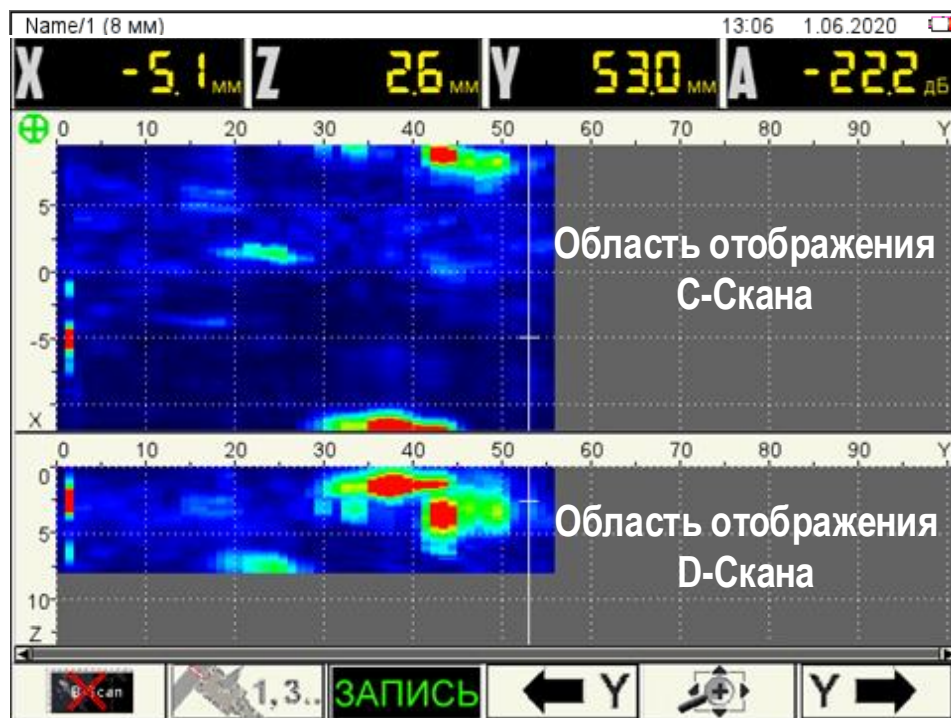 Name/1 (8 мм) 13:06 1.06.2020
X -5.1 мм Z 2.6 мм Y 53.0 мм A -22.2 дБ
0 10 20 30 40 50 60 70 80 90 Y
5
0
-5
X
Область отображения
С-Скана
0 10 20 30 40 50 60 70 80 90 Y
0
5
10
Z
Область отображения
D-Скана
B-Scan 1,3.. ЗАПИСЬ Y Y